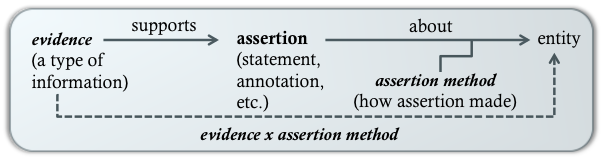 supports
about
evidence
assertion
entity
(a type of
information)
(statement,
annotation,
etc.)
assertion method
(how assertion made)
evidence x assertion method